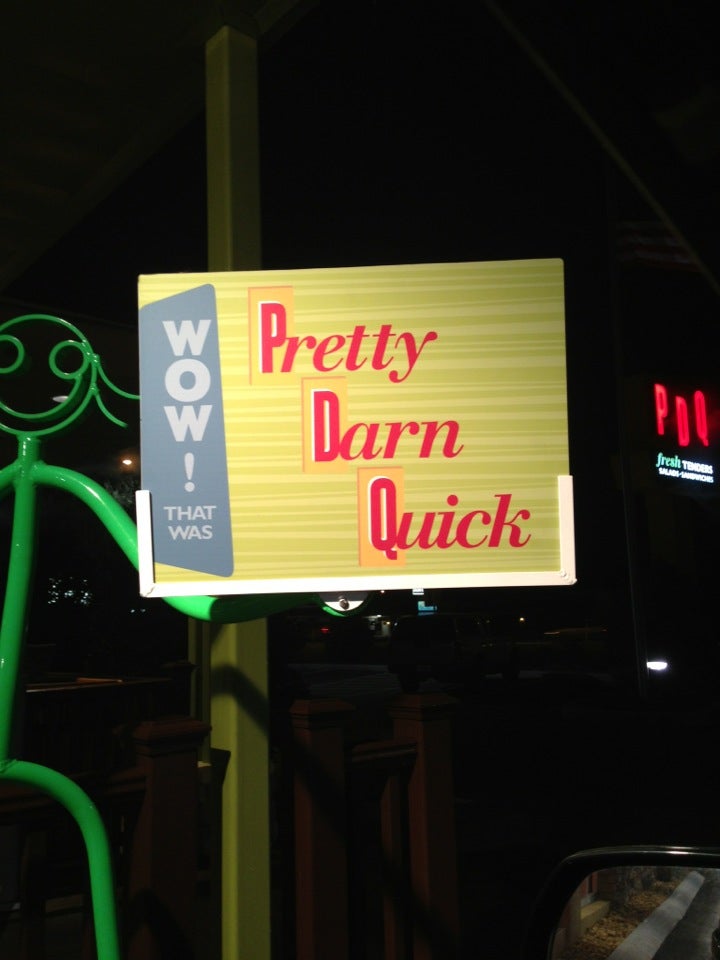 WOW!
THAT
WAS
Pretty
Darn
Quick
PDQ
fresh TENDERS
SALADS·SANDWICHES